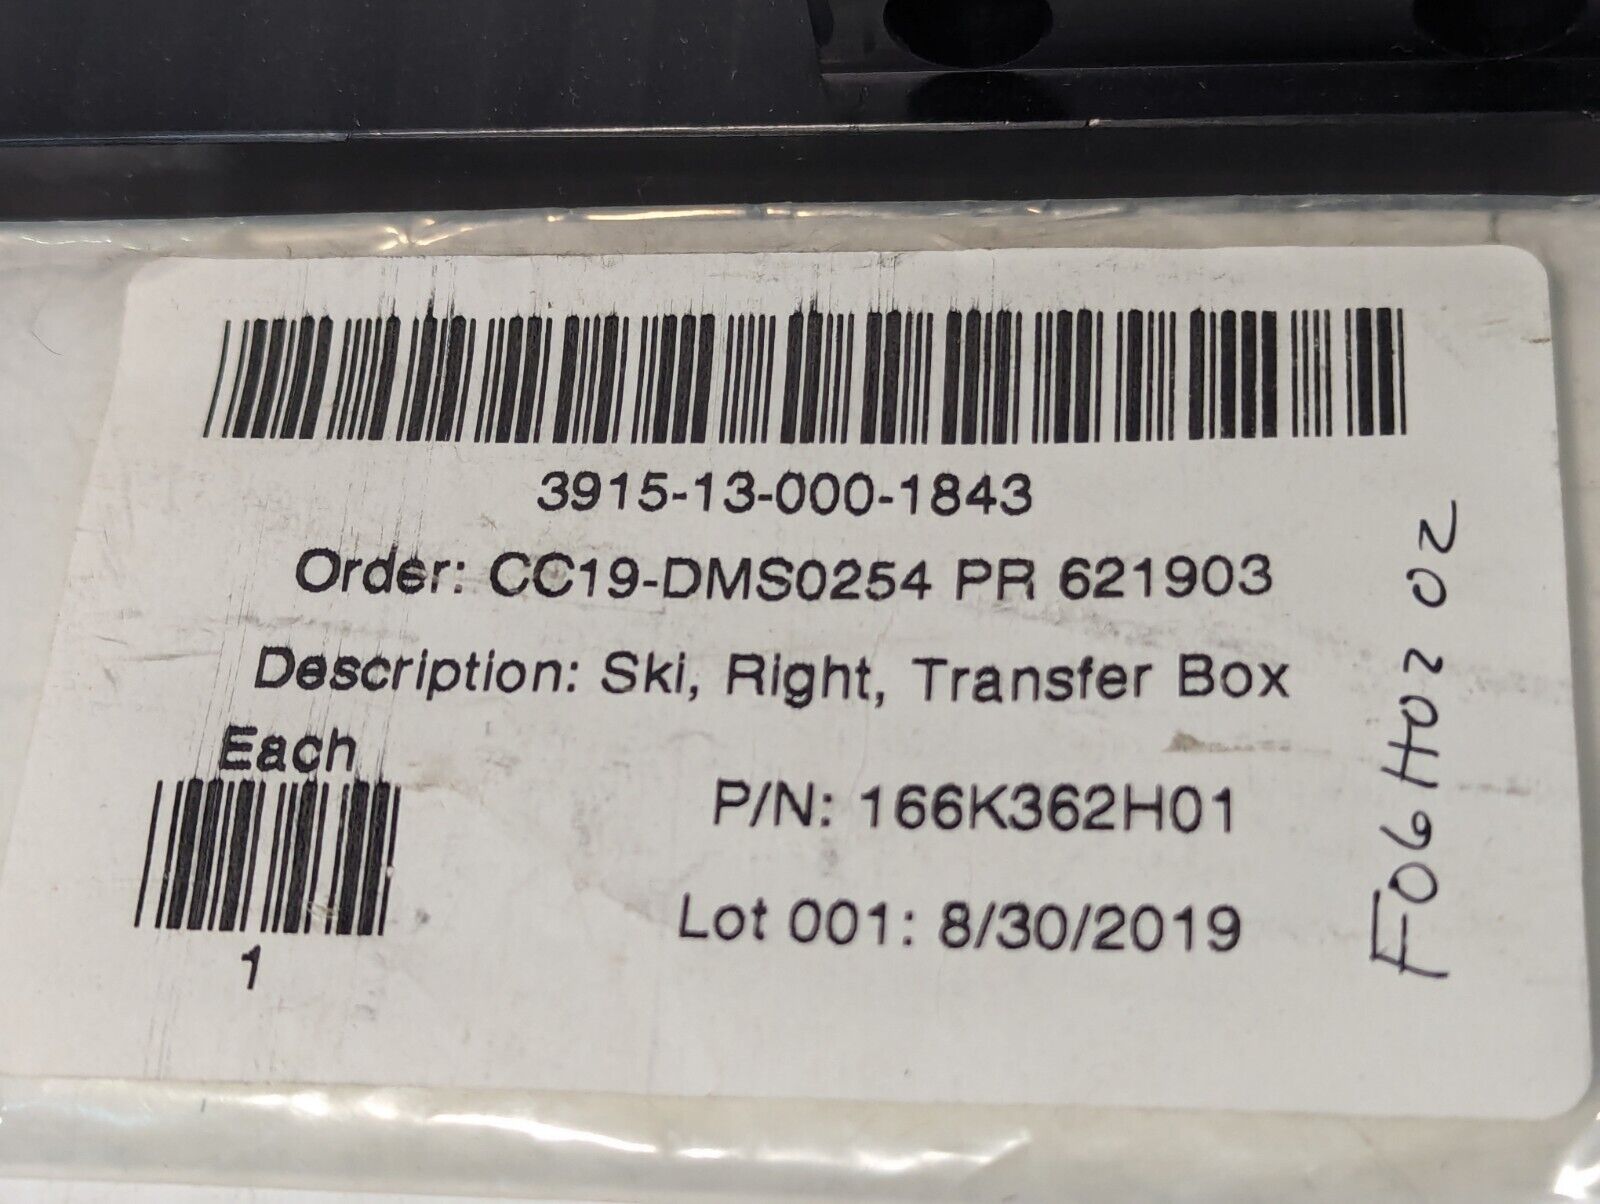 3915-13-000-1843
Order: CC19-DMS0254 PR 621903
Description: Ski, Right, Transfer Box
Each
1
P/N: 166K362H01
Lot 001: 8/30/2019
F06H02 02